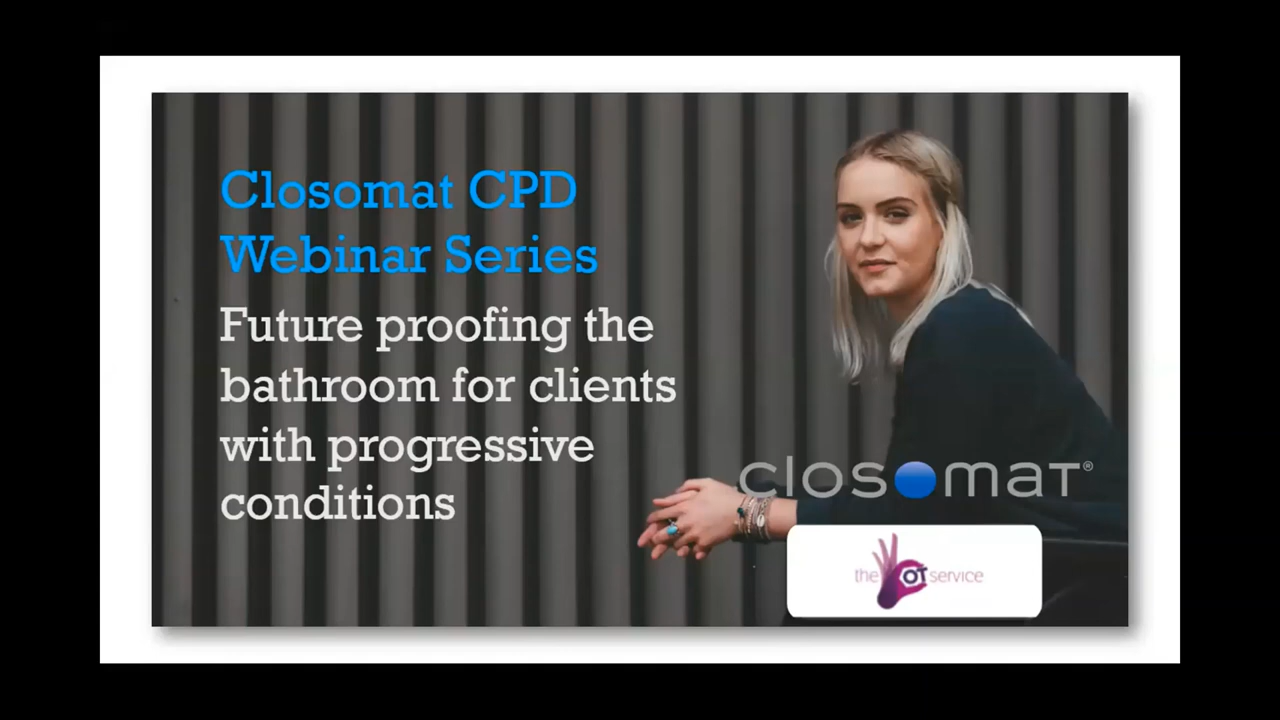 Closomat CPD
Webinar Series
Future proofing the
bathroom for clients
with progressive
conditions
closomat®
the OT service